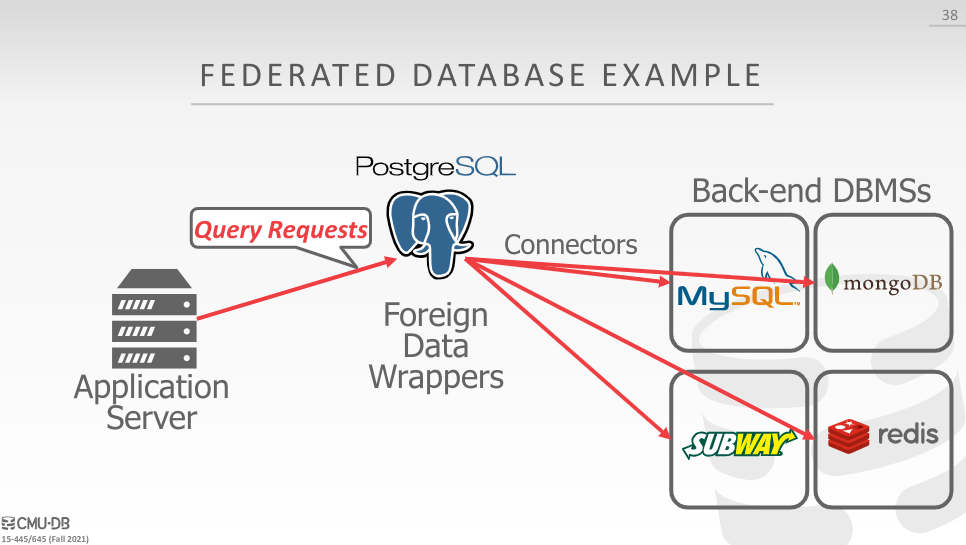 38
FEDERATED DATABASE EXAMPLE
PostgreSQL
Back-end DBMSs
Query Requests
Connectors
MySQL
TM
mongoDB
Foreign
Data
Wrappers
Application
Server
SUBWAY
redis
CMU-DB
15-445/645 (Fall 2021)